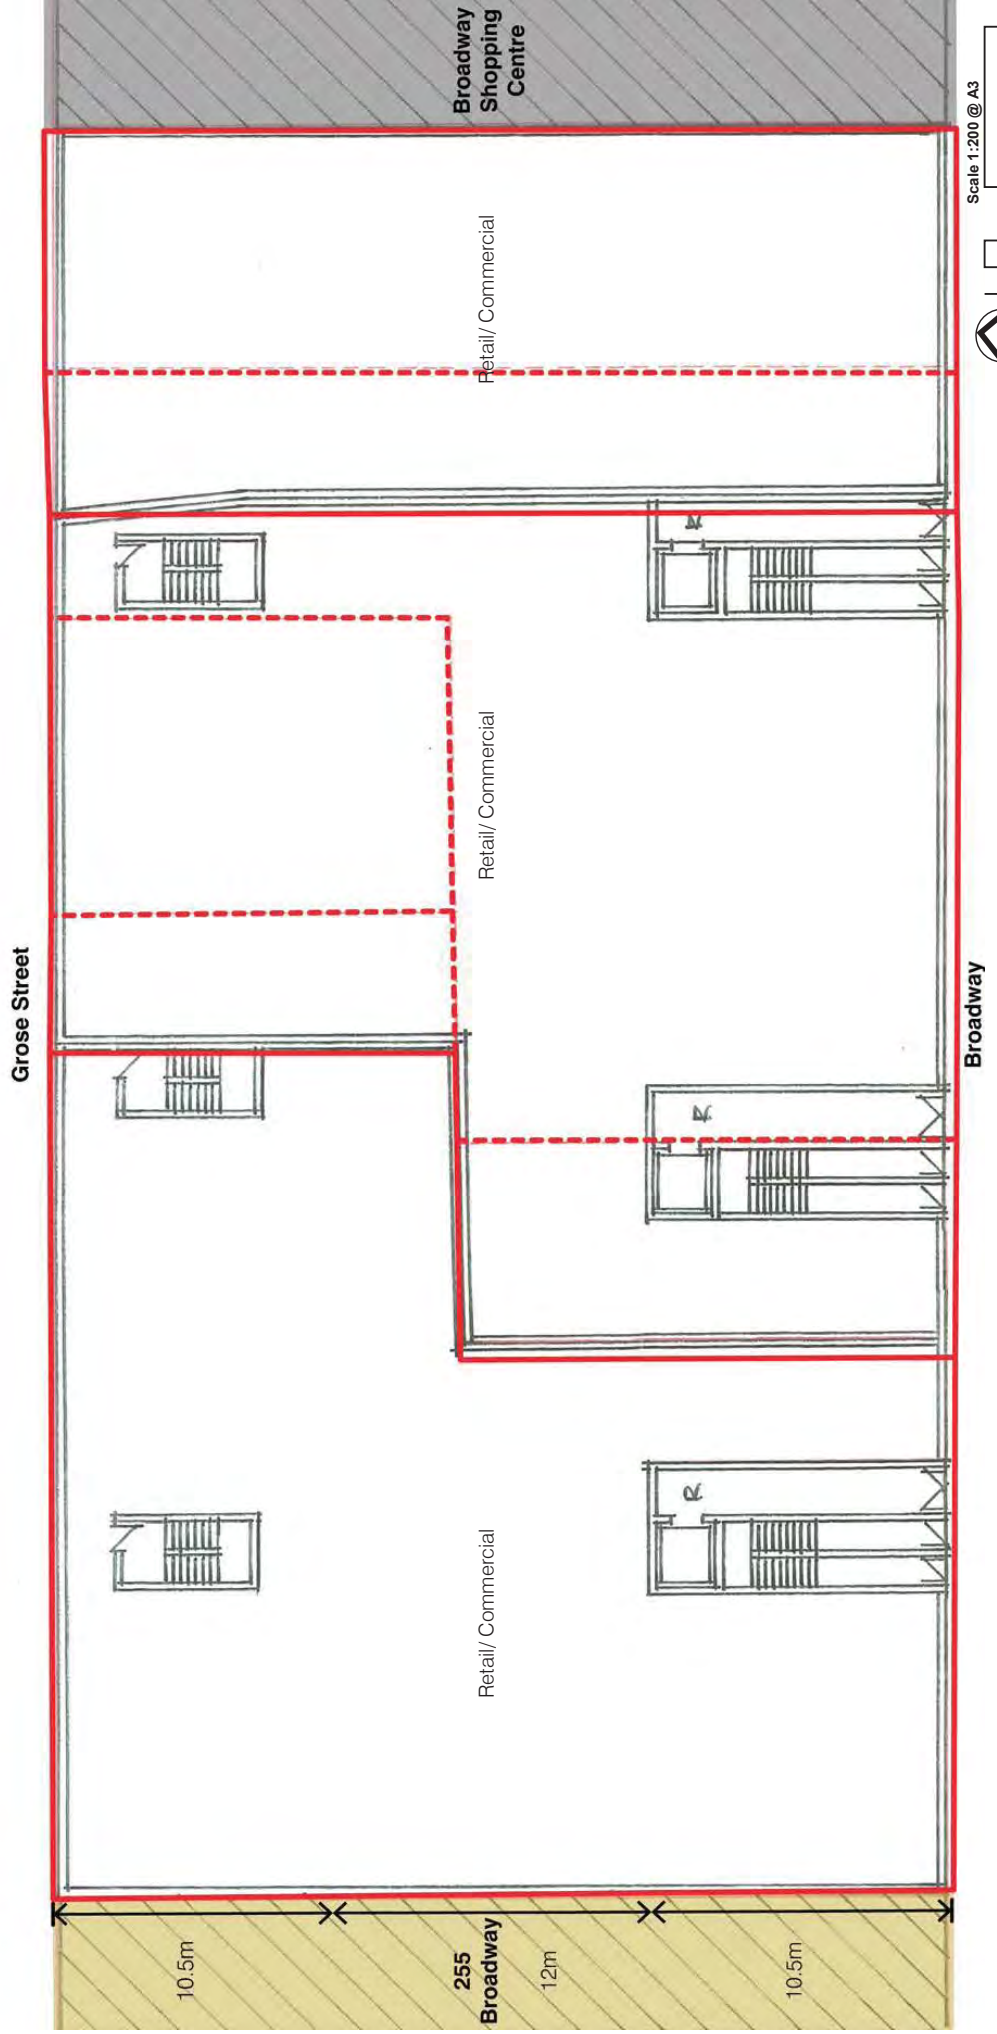 Grose Street
Broadway
Shopping
Centre
Retail/ Commercial
Retail/ Commercial
R
R
Retail/ Commercial
R
10.5m
255
Broadway
12m
10.5m
Broadway
Scale 1:200 @ A3